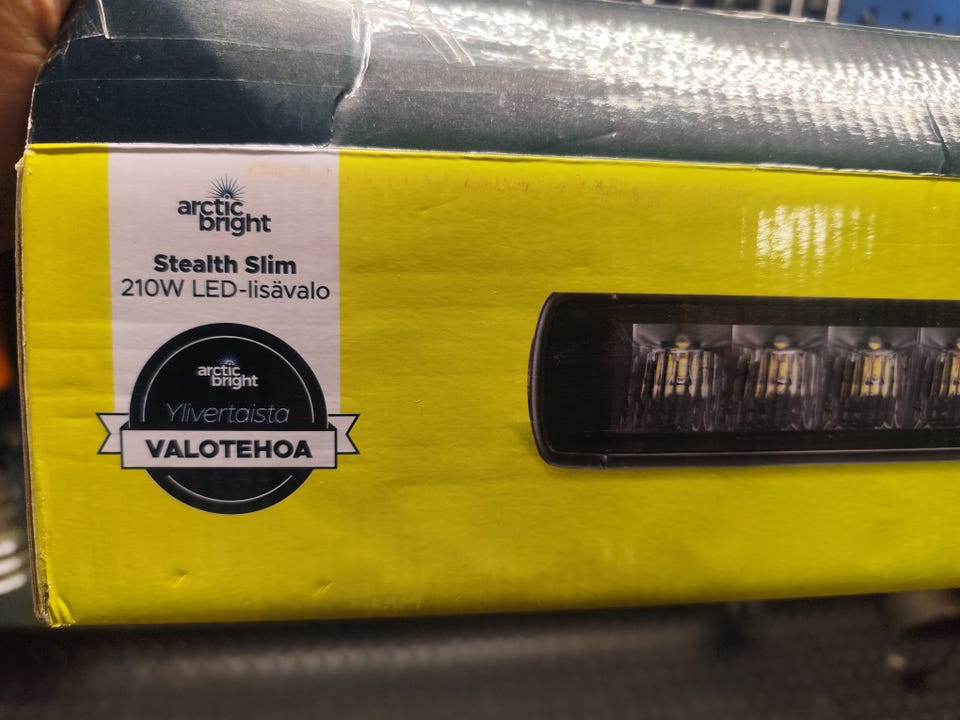 arctic
bright
Stealth Slim
210W LED-lisävalo
arctic
bright
Ylivertaista
VALOTEHOA